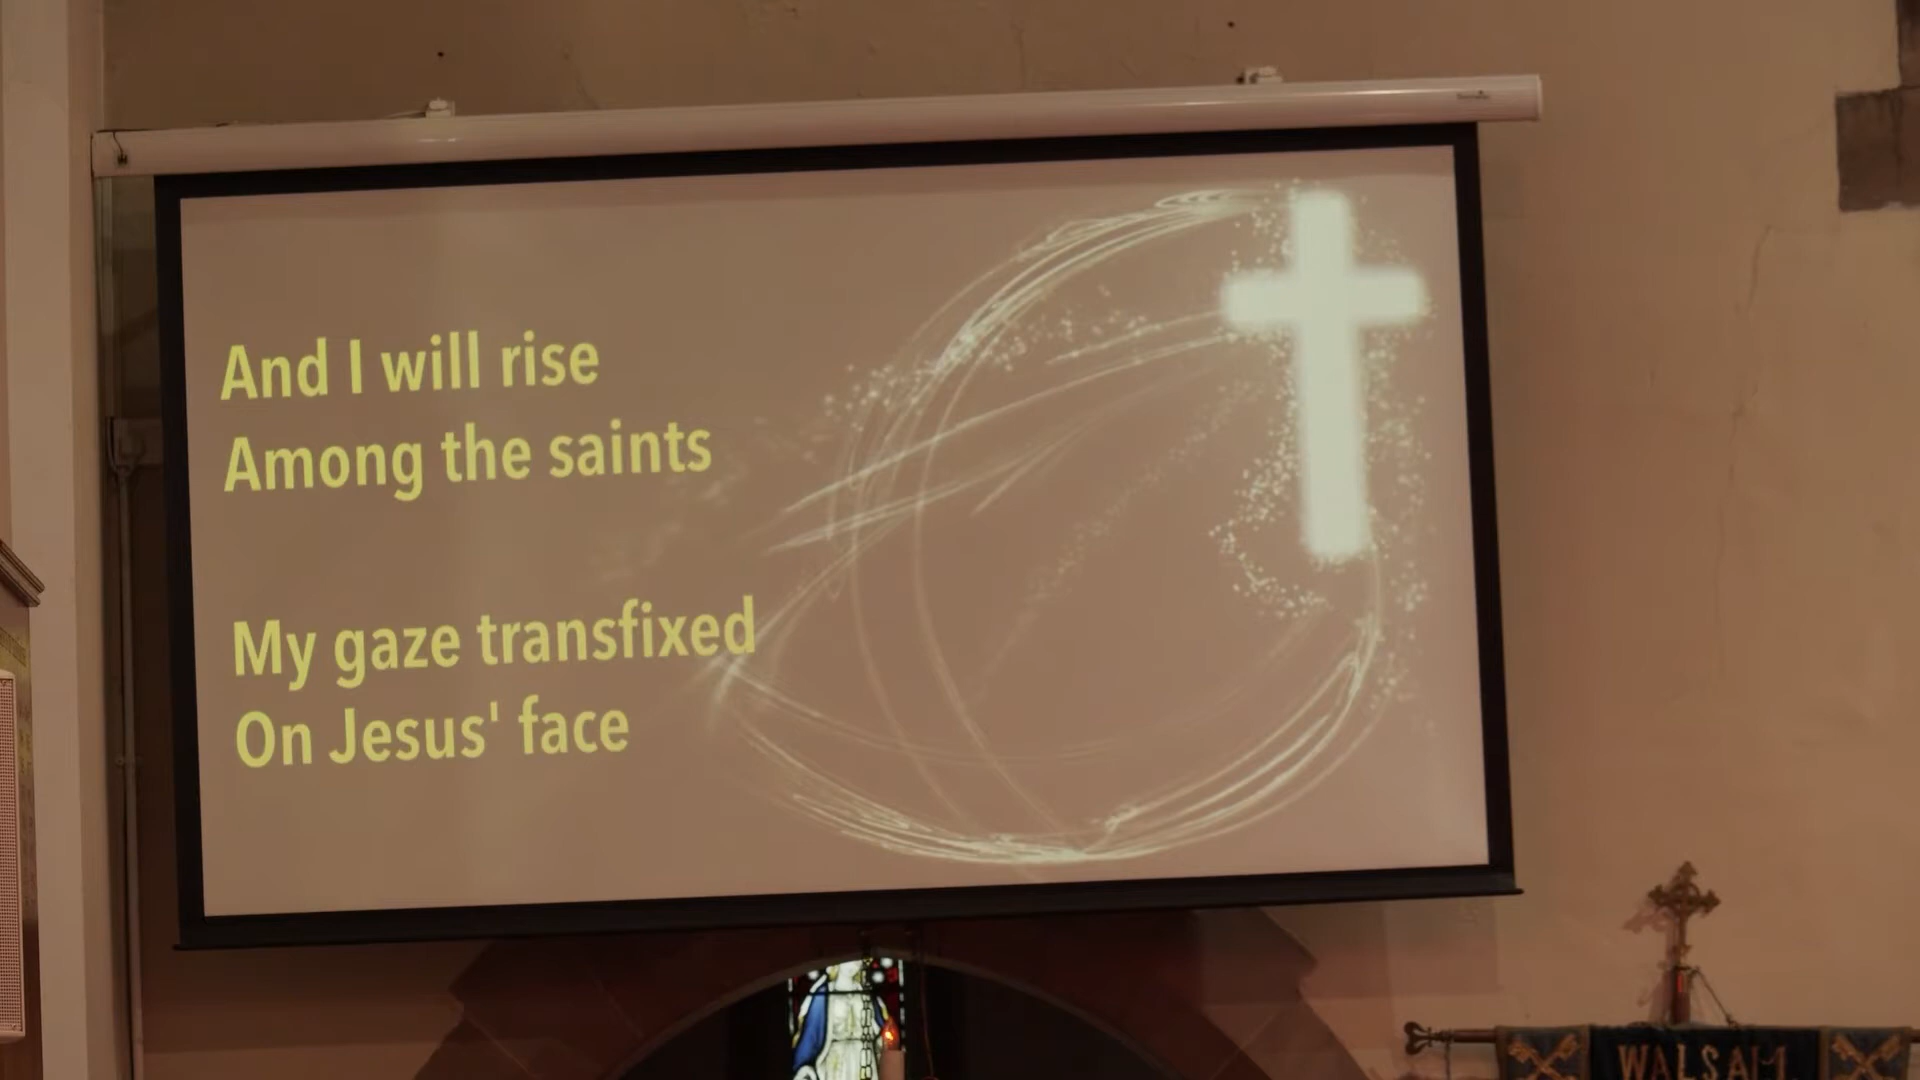 And I will rise
Among the saints
My gaze transfixed
On Jesus' face
WALSALL